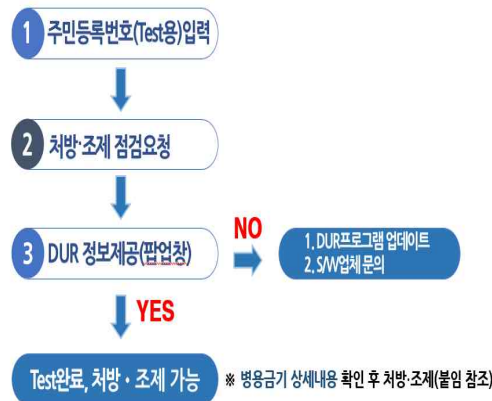 1 주민등록번호(Test용)입력
2 처방·조제 점검요청
3 DUR 정보제공(팝업창)
NO
1. DUR프로그램 업데이트
2. S/W업체 문의
YES
Test완료, 처방·조제 가능
※ 병용금기 상세내용 확인 후 처방·조제(붙임 참조)